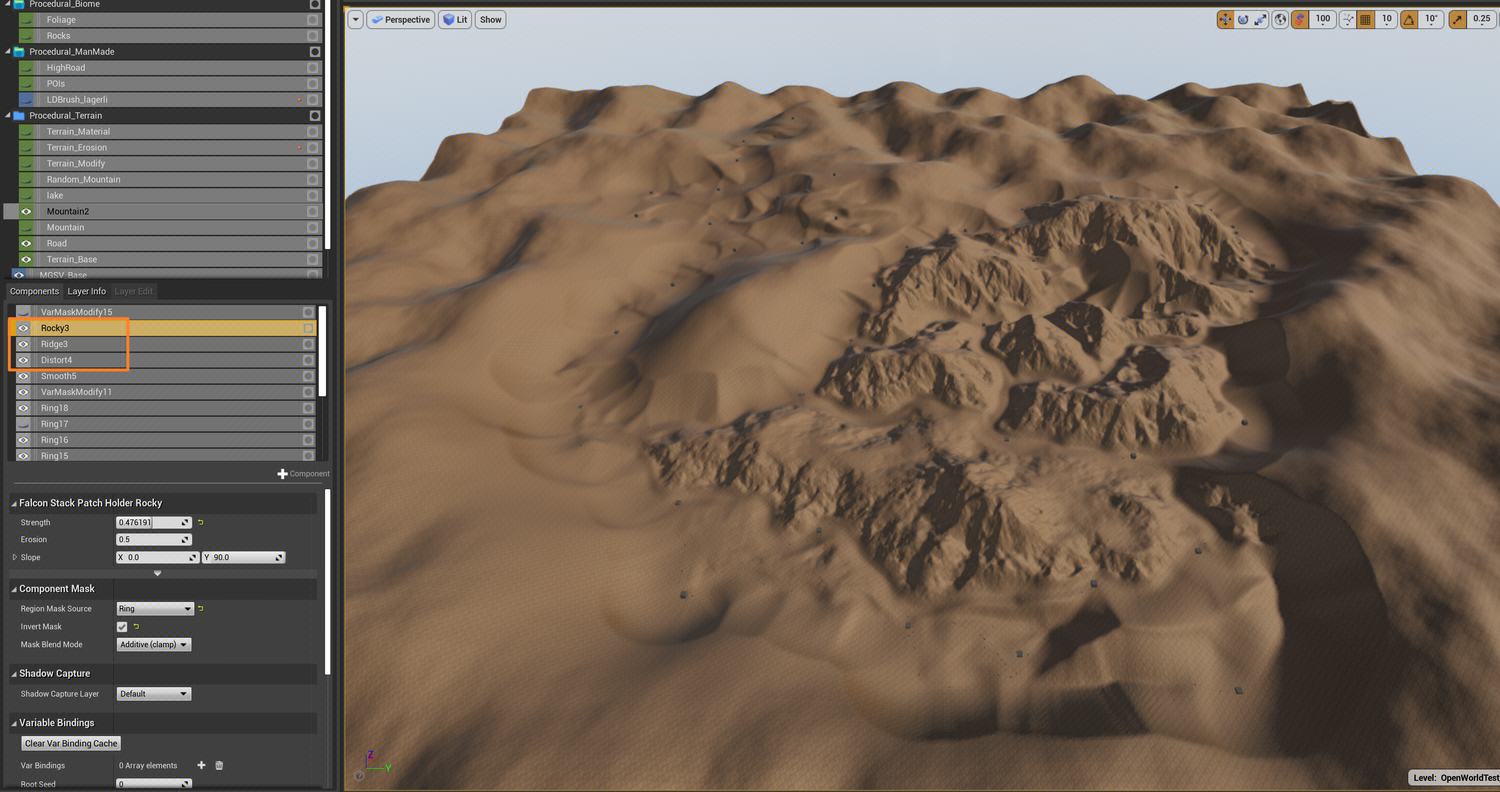 Procedural_Biome
Foliage
Rocks
Procedural_ManMade
HighRoad
POIs
LDBrush_lagerli
Procedural_Terrain
Terrain_Material
Terrain_Erosion
Terrain_Modify
Random_Mountain
lake
Mountain2
Mountain
Road
Terrain_Base
MGSV_Base
Components Layer Info Layer Edit
VarMaskModify15
Rocky3
Ridge3
Distort4
Smooth5
VarMaskModify11
Ring18
Ring17
Ring16
Ring15
Component
Falcon Stack Patch Holder Rocky
Strength 0.476191
Erosion 0.5
Slope X 0.0 Y 90.0
Component Mask
Region Mask Source Ring
Invert Mask
Mask Blend Mode Additive (clamp)
Shadow Capture
Shadow Capture Layer Default
Variable Bindings
Clear Var Binding Cache
Var Bindings 0 Array elements
Root Seed 0
Perspective Lit Show 100 10 10° 0.25
Z
Y
Level: OpenWorldTest